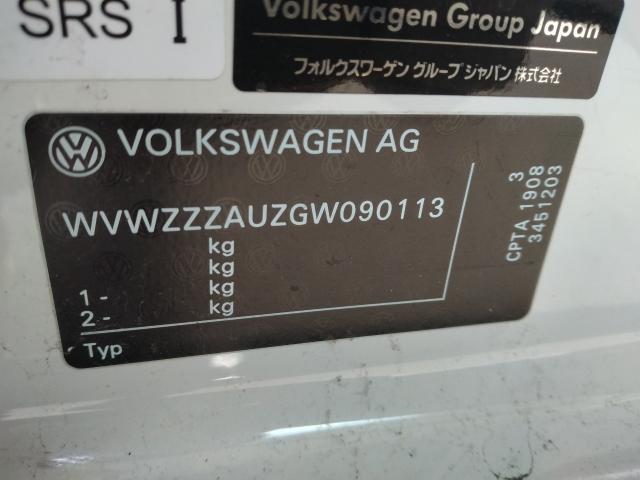 SRS I
Volkswagen Group Japan
フォルクスワーゲン グループ ジャパン 株式会社
VOLKSWAGEN AG
WVWZZZAUZGW090113
kg
kg
1 - kg
2 - kg
Typ
3
CPTA 1908
3451203